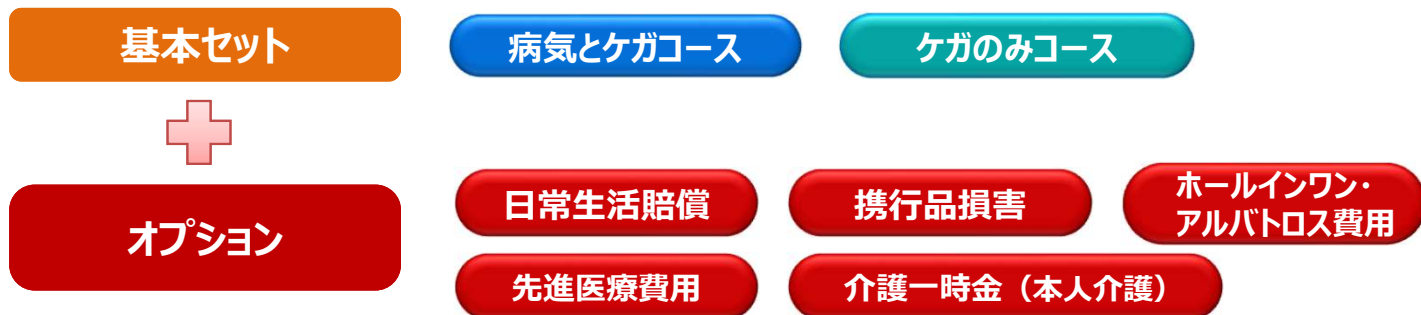 基本セット
病気とケガコース
ケガのみコース
オプション
日常生活賠償
携行品損害
ホールインワン・
アルバトロス費用
先進医療費用
介護一時金（本人介護）